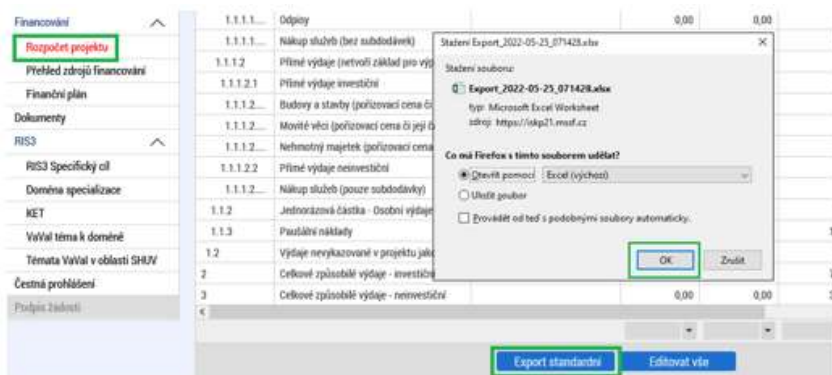 Financování
Rozpočet projektu
Přehled zdrojů financování
Finanční plán
Dokumenty
RIS3
RIS3 Specifický cíl
Doména specializace
KET
VaVaI téma k doméně
Témata VaVaI v oblasti SHUV
Čestná prohlášení
Podpis žádosti
1.1.1.1.... Odpisy 0,00 0,00
1.1.1.1.... Nákup služeb (bez subdodávek)
1.1.1.2 Přímé výdaje (netvoří základ pro výp
1.1.1.2.1 Přímé výdaje investiční
1.1.1.2.... Budovy a stavby (pořizovací cena či
1.1.1.2.... Movité věci (pořizovací cena či její č
1.1.1.2.... Nehmotný majetek (pořizovací cena
1.1.1.2.2 Přímé výdaje neinvestiční
1.1.1.2.... Nákup služeb (pouze subdodávky)
1.1.2 Jednorázová částka - Osobní výdaje
1.1.3 Paušální náklady
1.2 Výdaje nevykazované v projektu jako
2 Celkové způsobilé výdaje - investiční
3 Celkové způsobilé výdaje - neinvestiční 0,00 0,00
Stažení Export_2022-05-25_071428.xlsx
Stažení souboru:
Export_2022-05-25_071428.xlsx
typ: Microsoft Excel Worksheet
zdroj: https://iskp21.mssf.cz
Co má Firefox s tímto souborem udělat?
Otevřít pomocí Excel (výchozí)
Uložit soubor
Provádět od teď s podobnými soubory automaticky.
OK Zrušit
Export standardní Editovat vše